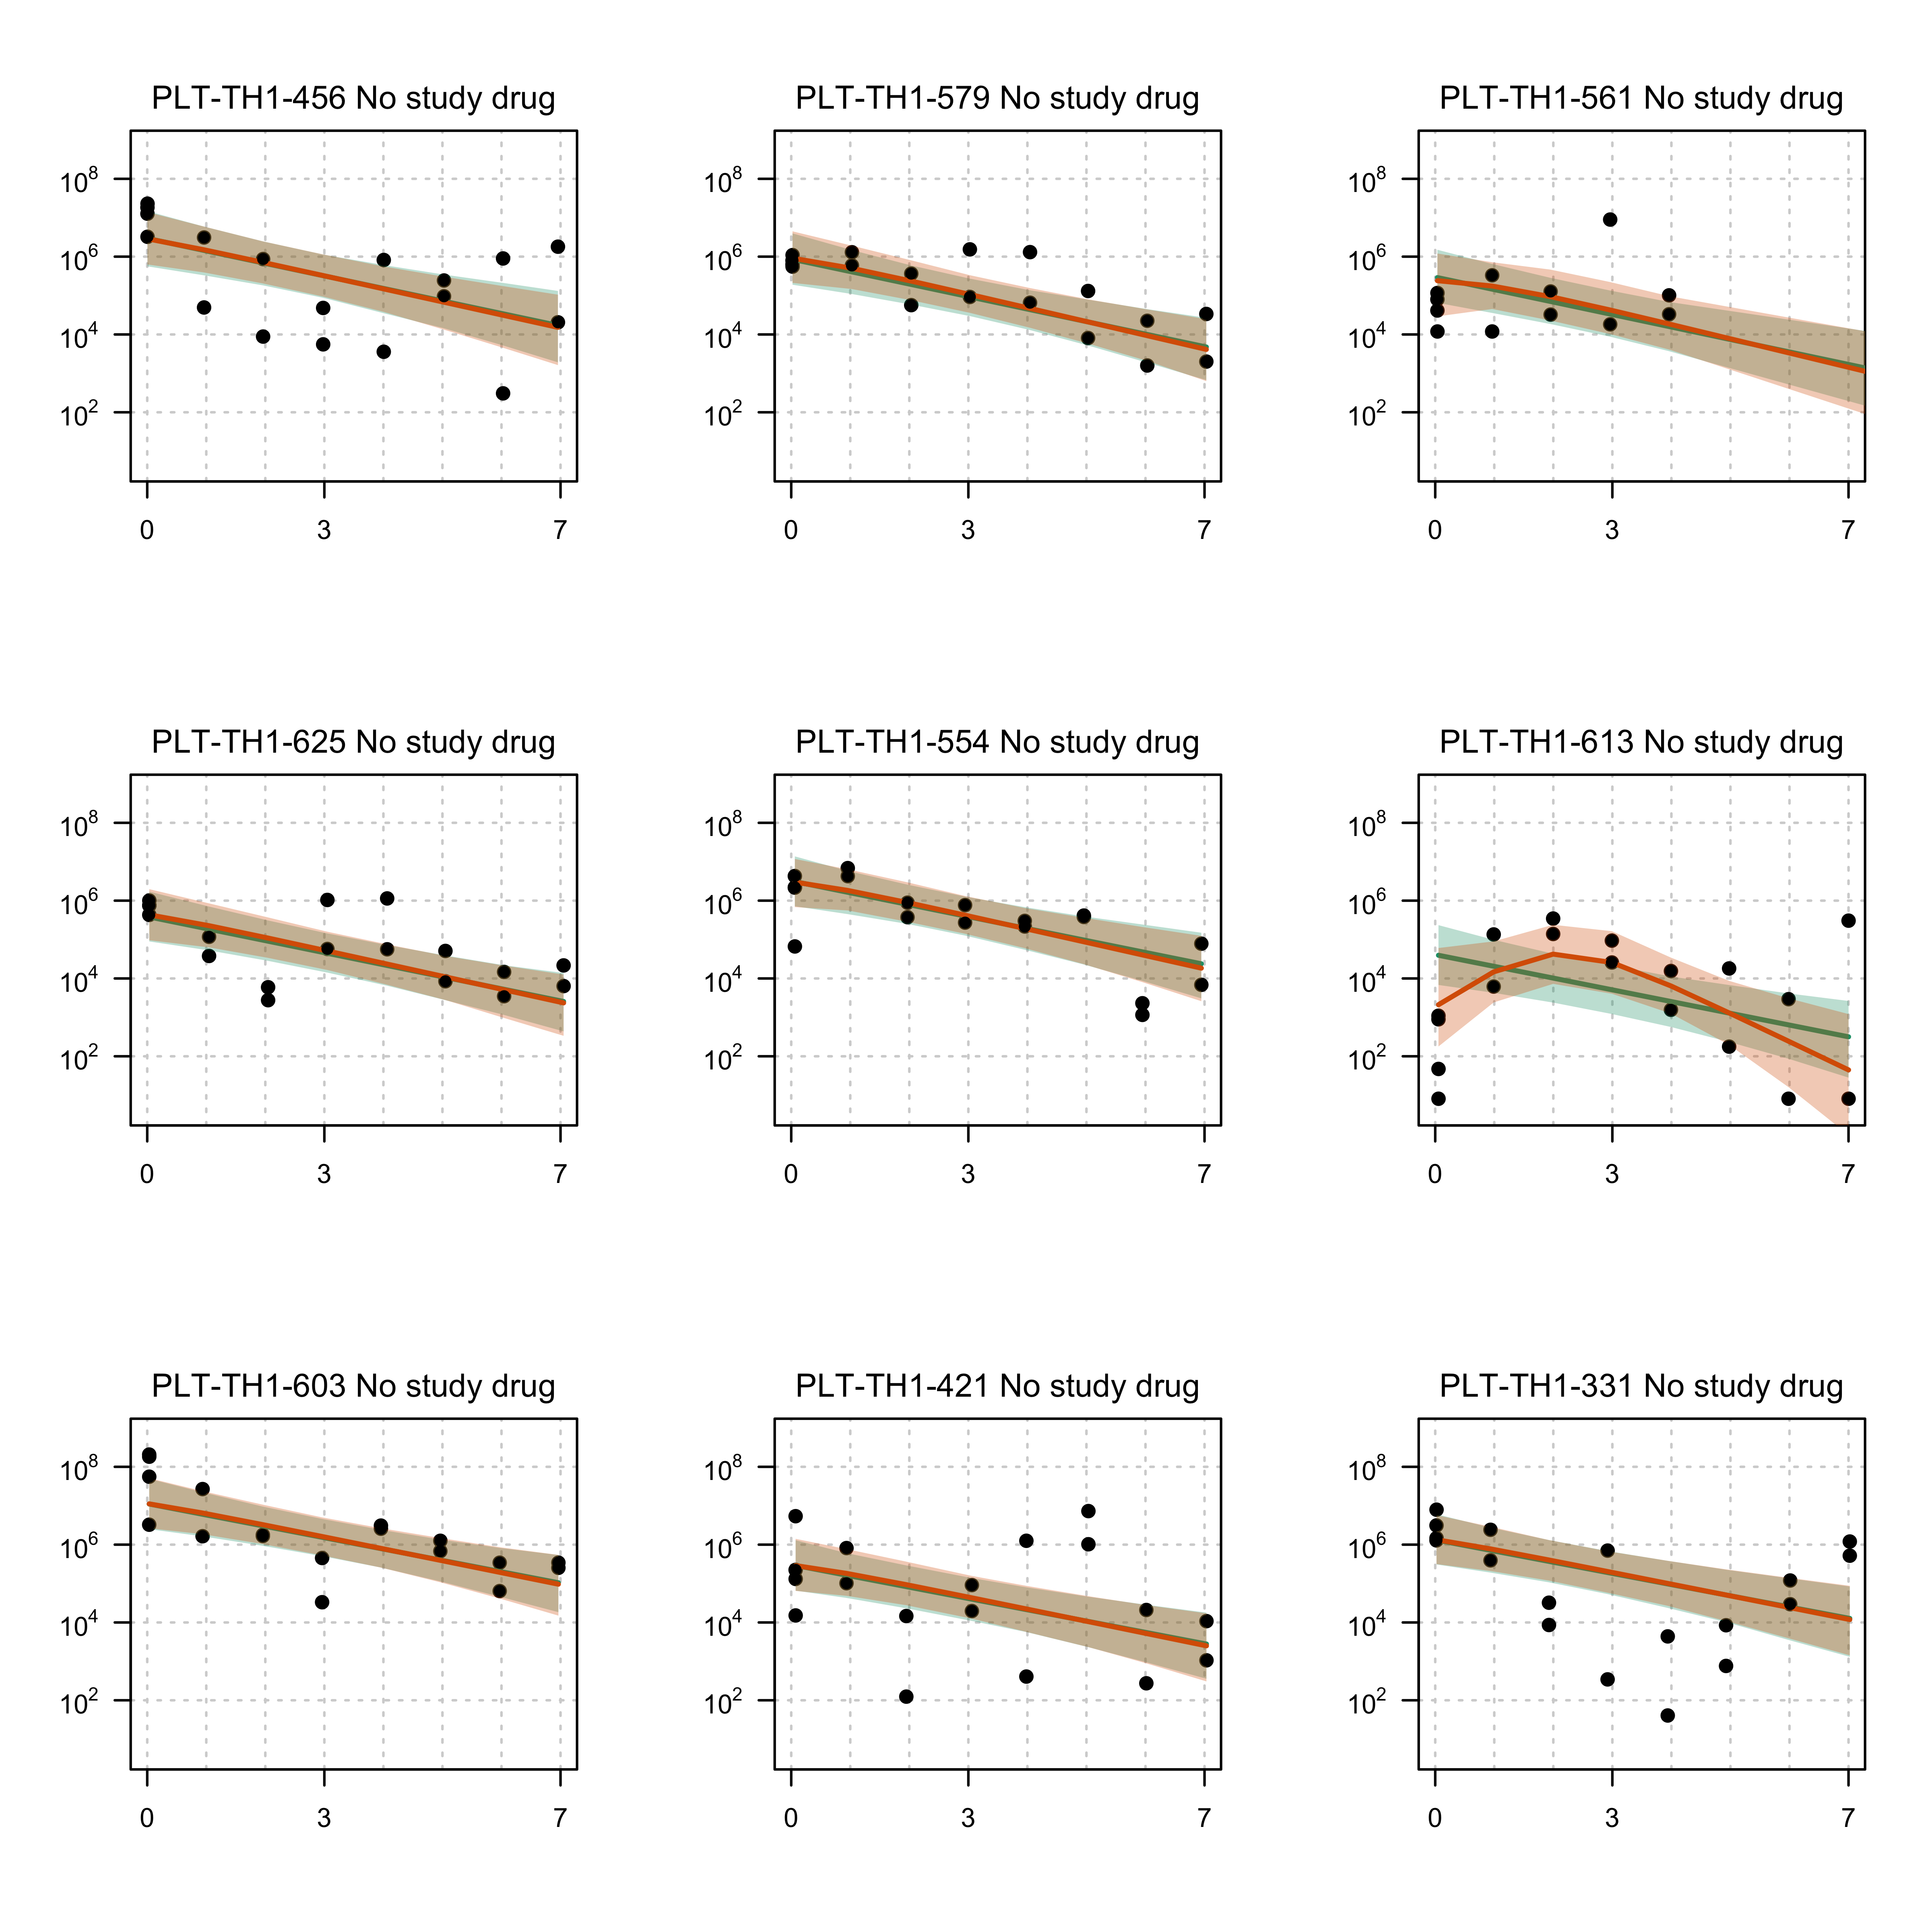 PLT-TH1-456 No study drug
10^8
10^6
10^4
10^2
0 3 7
PLT-TH1-579 No study drug
10^8
10^6
10^4
10^2
0 3 7
PLT-TH1-561 No study drug
10^8
10^6
10^4
10^2
0 3 7
PLT-TH1-625 No study drug
10^8
10^6
10^4
10^2
0 3 7
PLT-TH1-554 No study drug
10^8
10^6
10^4
10^2
0 3 7
PLT-TH1-613 No study drug
10^8
10^6
10^4
10^2
0 3 7
PLT-TH1-603 No study drug
10^8
10^6
10^4
10^2
0 3 7
PLT-TH1-421 No study drug
10^8
10^6
10^4
10^2
0 3 7
PLT-TH1-331 No study drug
10^8
10^6
10^4
10^2
0 3 7